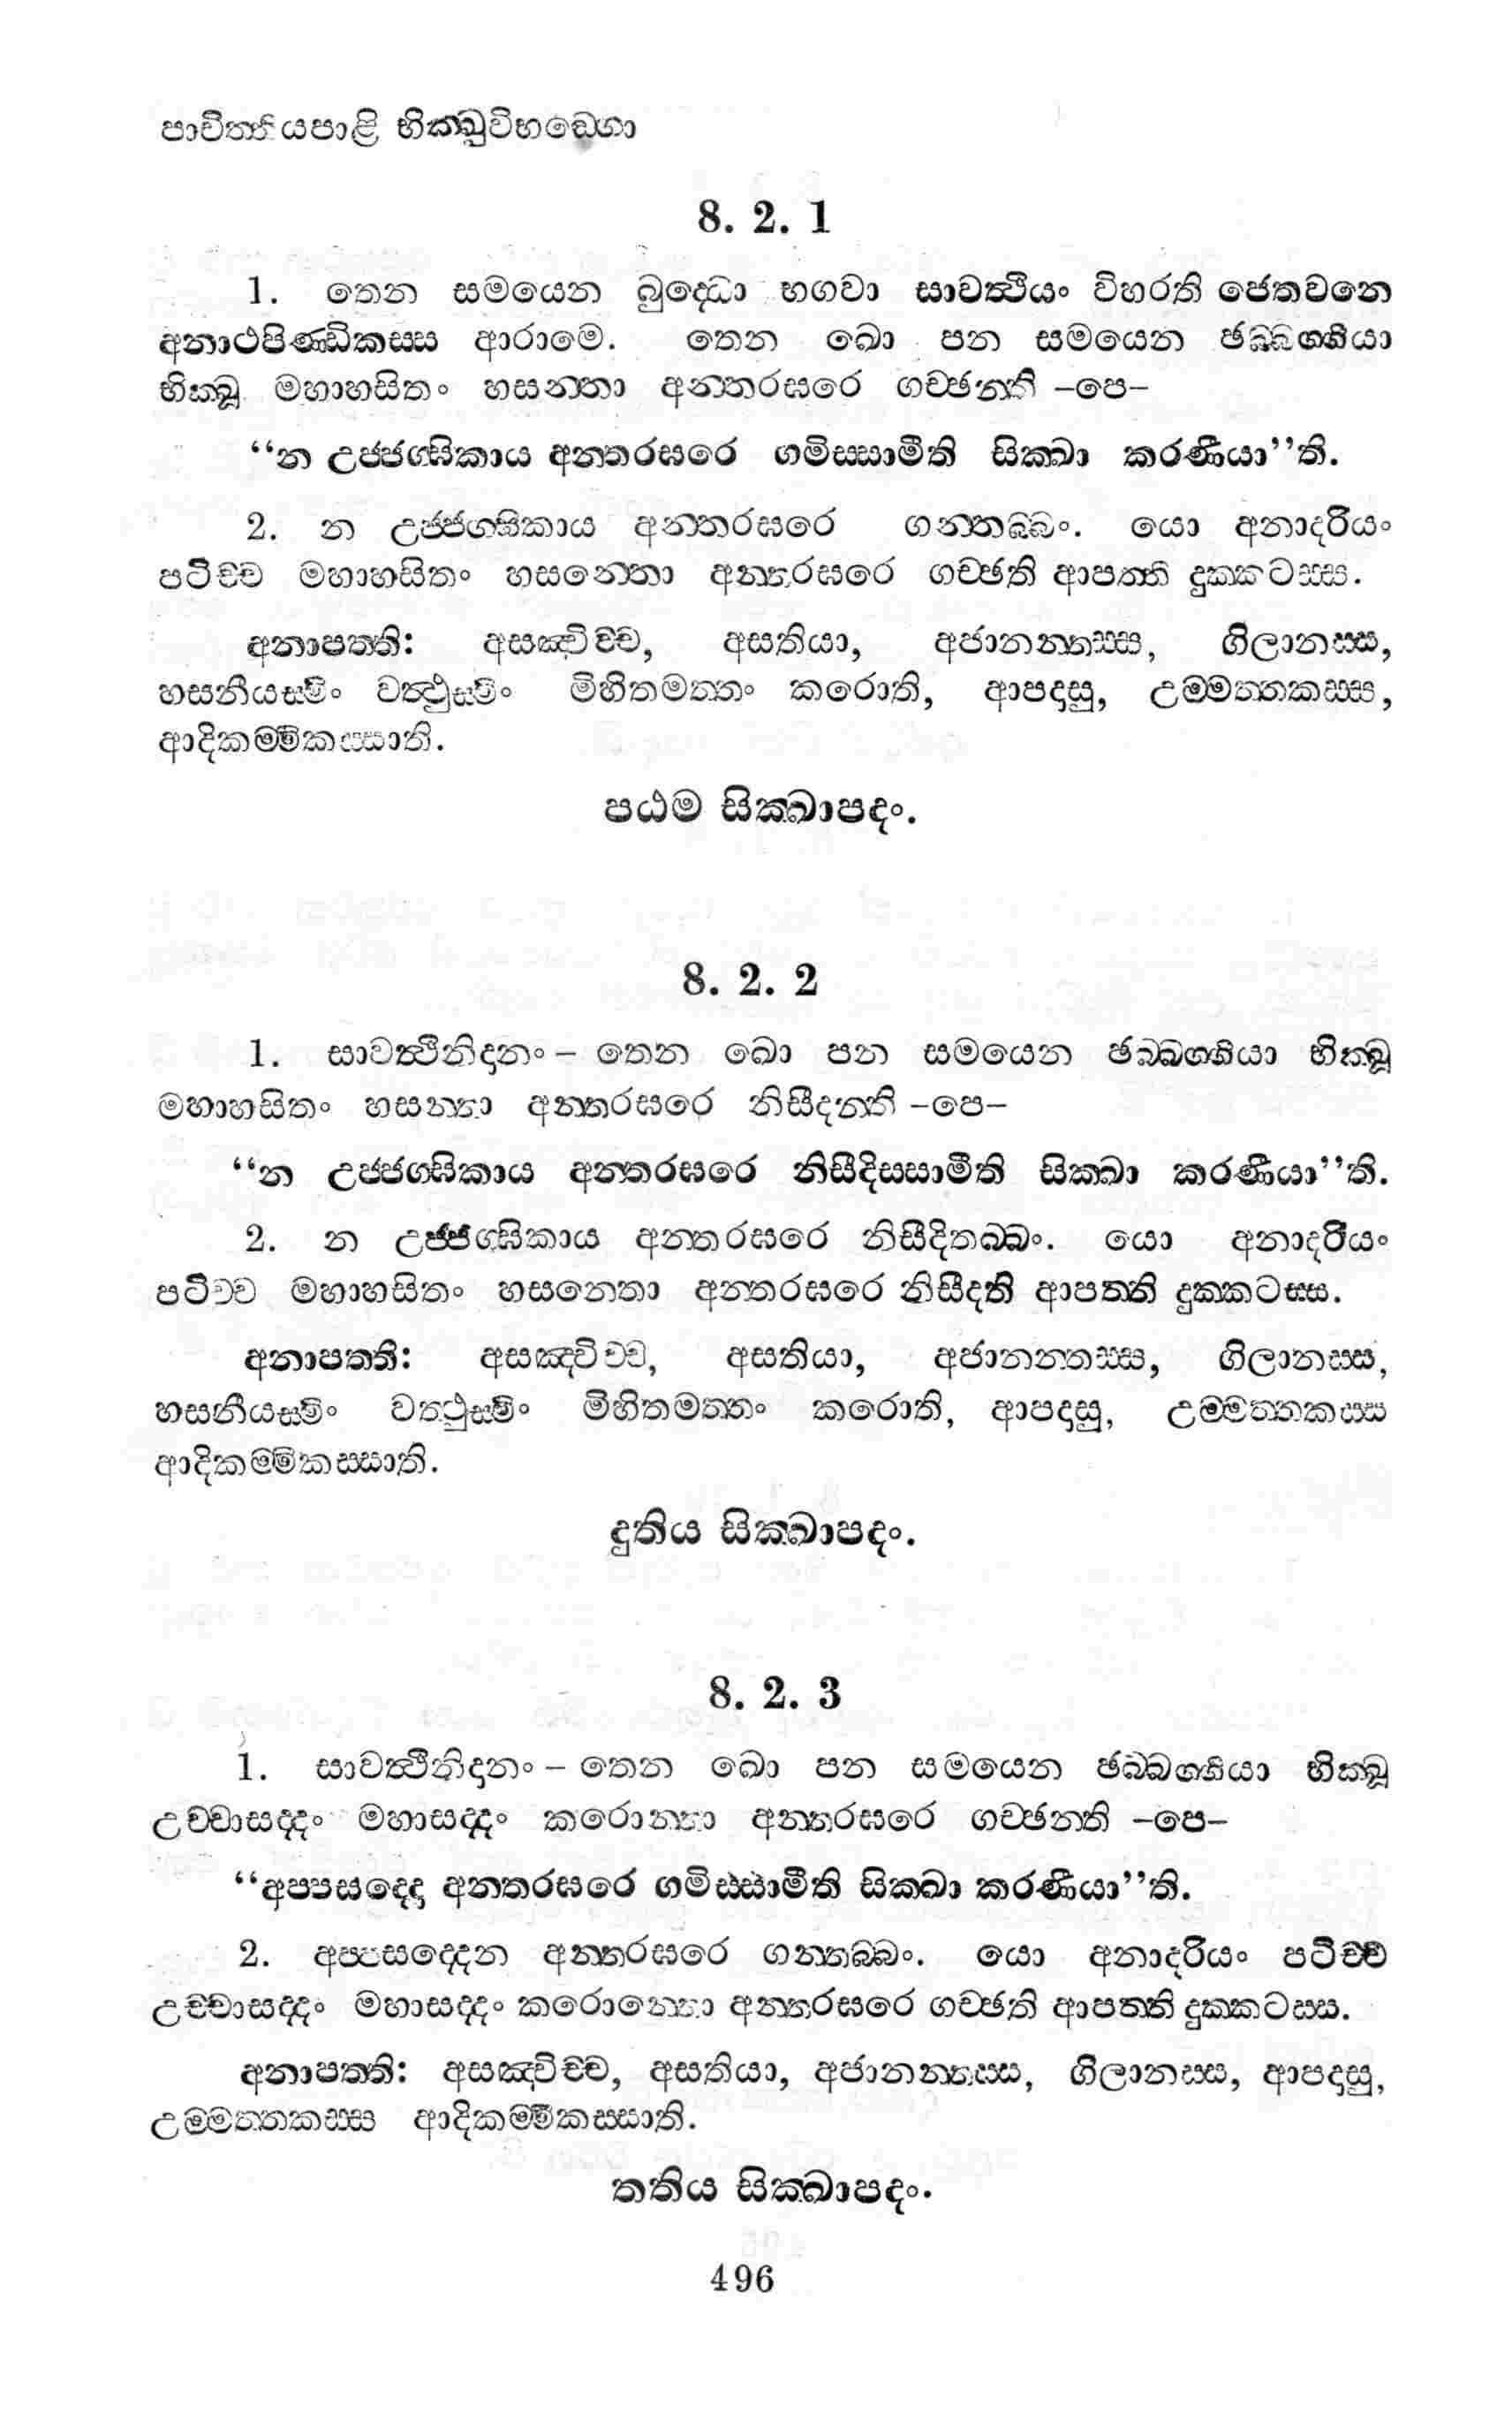 පාචිත්තියපාළි භික්ඛුවිභඞ්ගො
8. 2. 1
1. තෙන සමයෙන බුද්ධො භගවා සාවත්ථියං විහරති ජෙතවනෙ
අනාථපිණ්ඩිකස්ස ආරාමෙ. තෙන ඛො පන සමයෙන ඡබ්බග්ගියා
භික්ඛූ මහාහසිතං හසන්තා අන්තරඝරෙ ගච්ඡන්ති –පෙ–
“න උජ්ජග්ඝිකාය අන්තරඝරෙ ගමිස්සාමීති සික්ඛා කරණීයා”ති.
2. න උජ්ජග්ඝිකාය අන්තරඝරෙ ගන්තබ්බං. යො අනාදරියං
පටිච්ච මහාහසිතං හසන්තො අන්තරඝරෙ ගච්ඡති ආපත්ති දුක්කටස්ස.
අනාපත්ති: අසඤ්චිච්ච, අසතියා, අජානන්තස්ස, ගිලානස්ස,
හසනීයස්මිං වත්ථුස්මිං මිහිතමත්තං කරොති, ආපදාසු, උම්මත්තකස්ස,
ආදිකම්මිකස්සාති.
පඨම සික්ඛාපදං.
8. 2. 2
1. සාවත්ථිනිදානං – තෙන ඛො පන සමයෙන ඡබ්බග්ගියා භික්ඛූ
මහාහසිතං හසන්තා අන්තරඝරෙ නිසීදන්ති –පෙ–
“න උජ්ජග්ඝිකාය අන්තරඝරෙ නිසීදිස්සාමීති සික්ඛා කරණීයා”ති.
2. න උජ්ජග්ඝිකාය අන්තරඝරෙ නිසීදිතබ්බං. යො අනාදරියං
පටිච්ච මහාහසිතං හසන්තො අන්තරඝරෙ නිසීදති ආපත්ති දුක්කටස්ස.
අනාපත්ති: අසඤ්චිච්ච, අසතියා, අජානන්තස්ස, ගිලානස්ස,
හසනීයස්මිං වත්ථුස්මිං මිහිතමත්තං කරොති, ආපදාසු, උම්මත්තකස්ස
ආදිකම්මිකස්සාති.
දුතිය සික්ඛාපදං.
8. 2. 3
1. සාවත්ථිනිදානං – තෙන ඛො පන සමයෙන ඡබ්බග්ගියා භික්ඛූ
උච්චාසද්දං මහාසද්දං කරොන්තා අන්තරඝරෙ ගච්ඡන්ති –පෙ–
“අප්පසද්දො අන්තරඝරෙ ගමිස්සාමීති සික්ඛා කරණීයා”ති.
2. අප්පසද්දෙන අන්තරඝරෙ ගන්තබ්බං. යො අනාදරියං පටිච්ච
උච්චාසද්දං මහාසද්දං කරොන්තො අන්තරඝරෙ ගච්ඡති ආපත්ති දුක්කටස්ස.
අනාපත්ති: අසඤ්චිච්ච, අසතියා, අජානන්තස්ස, ගිලානස්ස, ආපදාසු,
උම්මත්තකස්ස ආදිකම්මිකස්සාති.
තතිය සික්ඛාපදං.
496